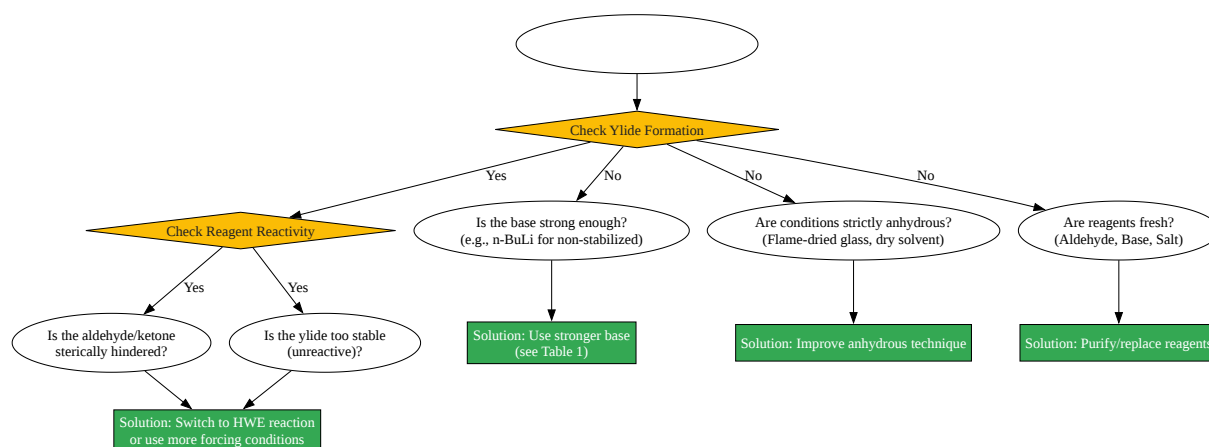 Check Ylide Formation
Yes
No
No
No
Check Reagent Reactivity
Is the base strong enough?
(e.g., n-BuLi for non-stabilized)
Are conditions strictly anhydrous?
(Flame-dried glass, dry solvent)
Are reagents fresh?
(Aldehyde, Base, Salt)
Yes
Yes
Is the aldehyde/ketone
sterically hindered?
Is the ylide too stable
(unreactive)?
Solution: Use stronger base
(see Table 1)
Solution: Improve anhydrous technique
Solution: Purify/replace reagents
Solution: Switch to HWE reaction
or use more forcing conditions